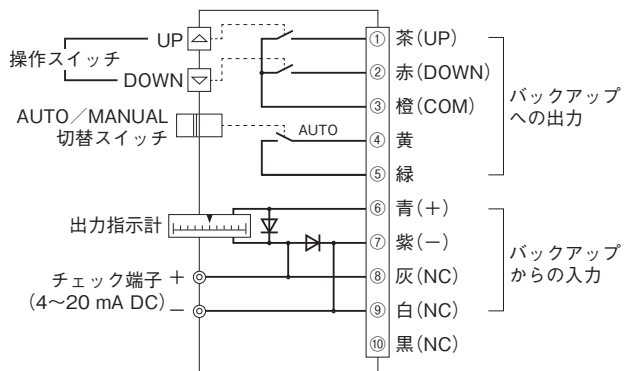 操作スイッチ
UP
DOWN
AUTO／MANUAL
切替スイッチ
AUTO
出力指示計
チェック端子
(4～20 mA DC)
+
−
① 茶(UP)
② 赤(DOWN)
③ 橙(COM)
④ 黄
⑤ 緑
⑥ 青(+)
⑦ 紫(−)
⑧ 灰(NC)
⑨ 白(NC)
⑩ 黒(NC)
バックアップ
への出力
バックアップ
からの入力